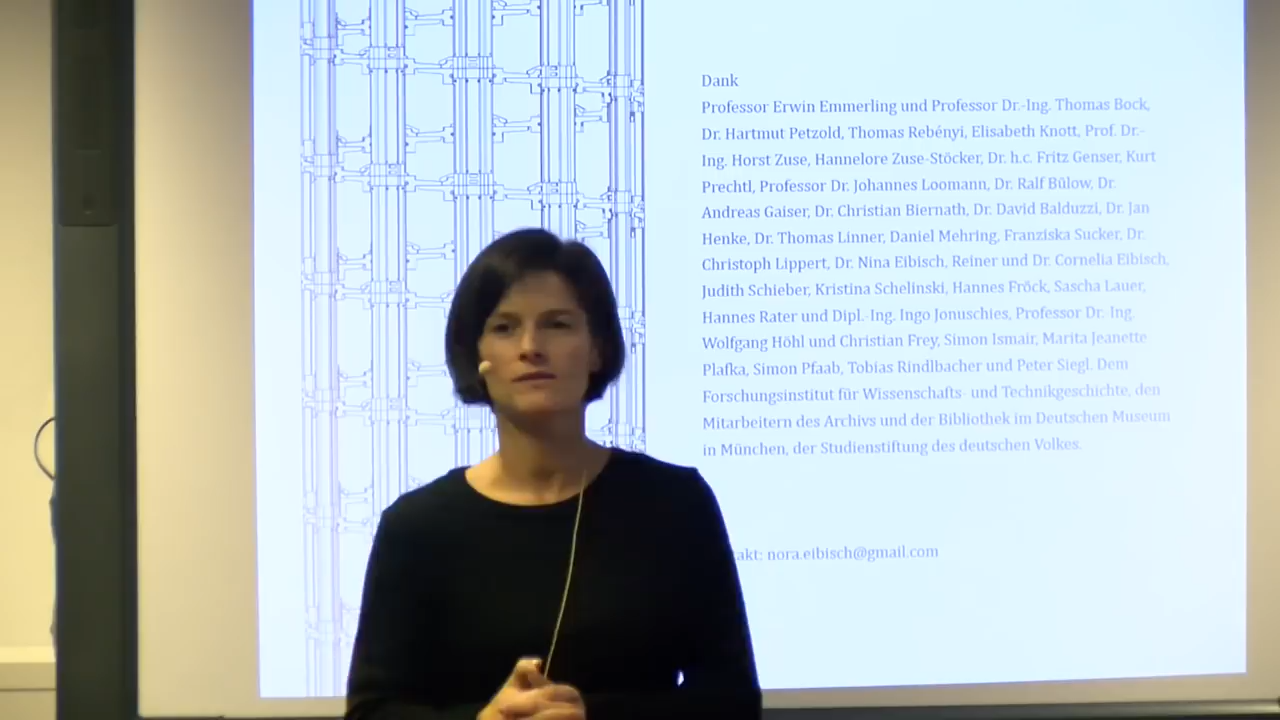 Dank
Professor Erwin Emmerling und Professor Dr.-Ing. Thomas Bock,
Dr. Hartmut Petzold, Thomas Rebényi, Elisabeth Knott, Prof. Dr.-
Ing. Horst Zuse, Hannelore Zuse-Stöcker, Dr. h.c. Fritz Genser, Kurt
Prechtl, Professor Dr. Johannes Loomann, Dr. Ralf Bülow, Dr.
Andreas Gaiser, Dr. Christian Biernath, Dr. David Balduzzi, Dr. Jan
Henke, Dr. Thomas Linner, Daniel Mehring, Franziska Sucker, Dr.
Christoph Lippert, Dr. Nina Eibisch, Reiner und Dr. Cornelia Eibisch,
Judith Schieber, Kristina Schelinski, Hannes Fröck, Sascha Lauer,
Hannes Rater und Dipl.-Ing. Ingo Jonuschies, Professor Dr.-Ing.
Wolfgang Höhl und Christian Frey, Simon Ismair, Marita Jeanette
Plafka, Simon Pfaab, Tobias Rindlbacher und Peter Siegl. Dem
Forschungsinstitut für Wissenschafts- und Technikgeschichte, den
Mitarbeitern des Archivs und der Bibliothek im Deutschen Museum
in München, der Studienstiftung des deutschen Volkes.
akt: nora.eibisch@gmail.com